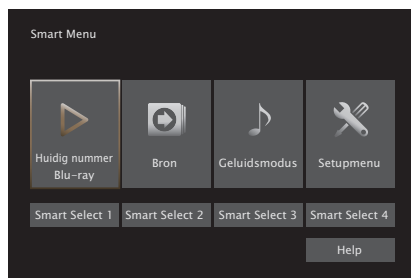 Smart Menu
Huidig nummer
Blu-ray
Bron
Geluidsmodus
Setupmenu
Smart Select 1
Smart Select 2
Smart Select 3
Smart Select 4
Help